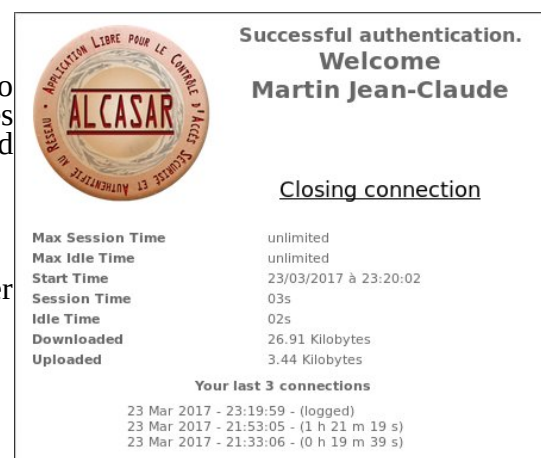 o
s
d
er
APPLICATION LIBRE POUR LE CONTRÔLE D'ACCÈS SÉCURISÉ ET AUTHENTIFIÉ AU RÉSEAU •
ALCASAR
Successful authentication.
Welcome
Martin Jean-Claude
Closing connection
Max Session Time unlimited
Max Idle Time unlimited
Start Time 23/03/2017 à 23:20:02
Session Time 03s
Idle Time 02s
Downloaded 26.91 Kilobytes
Uploaded 3.44 Kilobytes
Your last 3 connections
23 Mar 2017 - 23:19:59 - (logged)
23 Mar 2017 - 21:53:05 - (1 h 21 m 19 s)
23 Mar 2017 - 21:33:06 - (0 h 19 m 39 s)